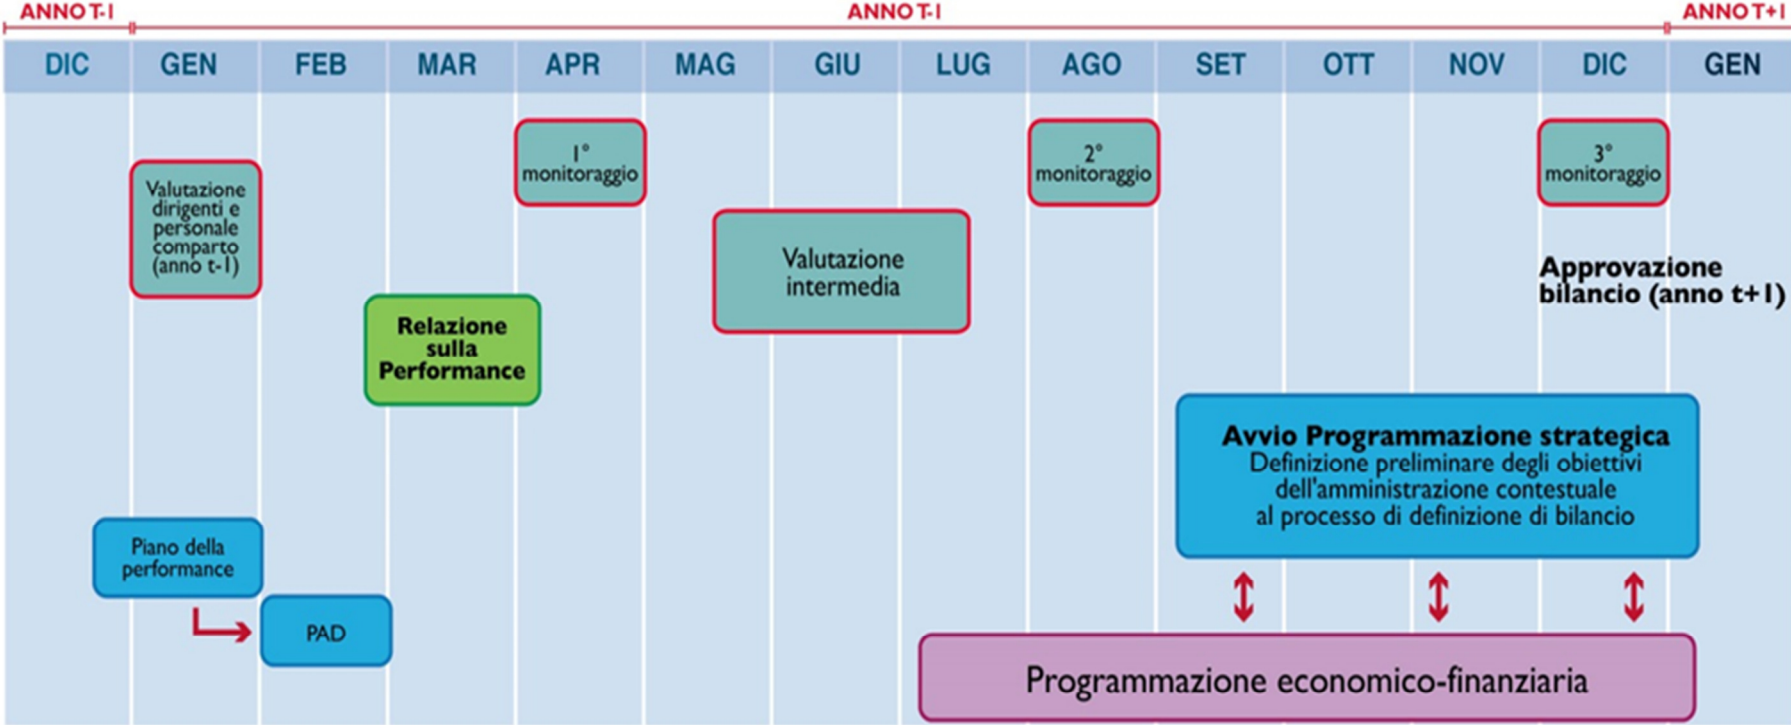 ANNO T-1
ANNO T-1
ANNO T+1
DIC GEN FEB MAR APR MAG GIU LUG AGO SET OTT NOV DIC GEN
1°
monitoraggio
2°
monitoraggio
3°
monitoraggio
Valutazione
dirigenti e
personale
comparto
(anno t-1)
Valutazione
intermedia
Approvazione
bilancio (anno t+1)
Relazione
sulla
Performance
Avvio Programmazione strategica
Definizione preliminare degli obiettivi
dell'amministrazione contestuale
al processo di definizione di bilancio
Piano della
performance
PAD
Programmazione economico-finanziaria